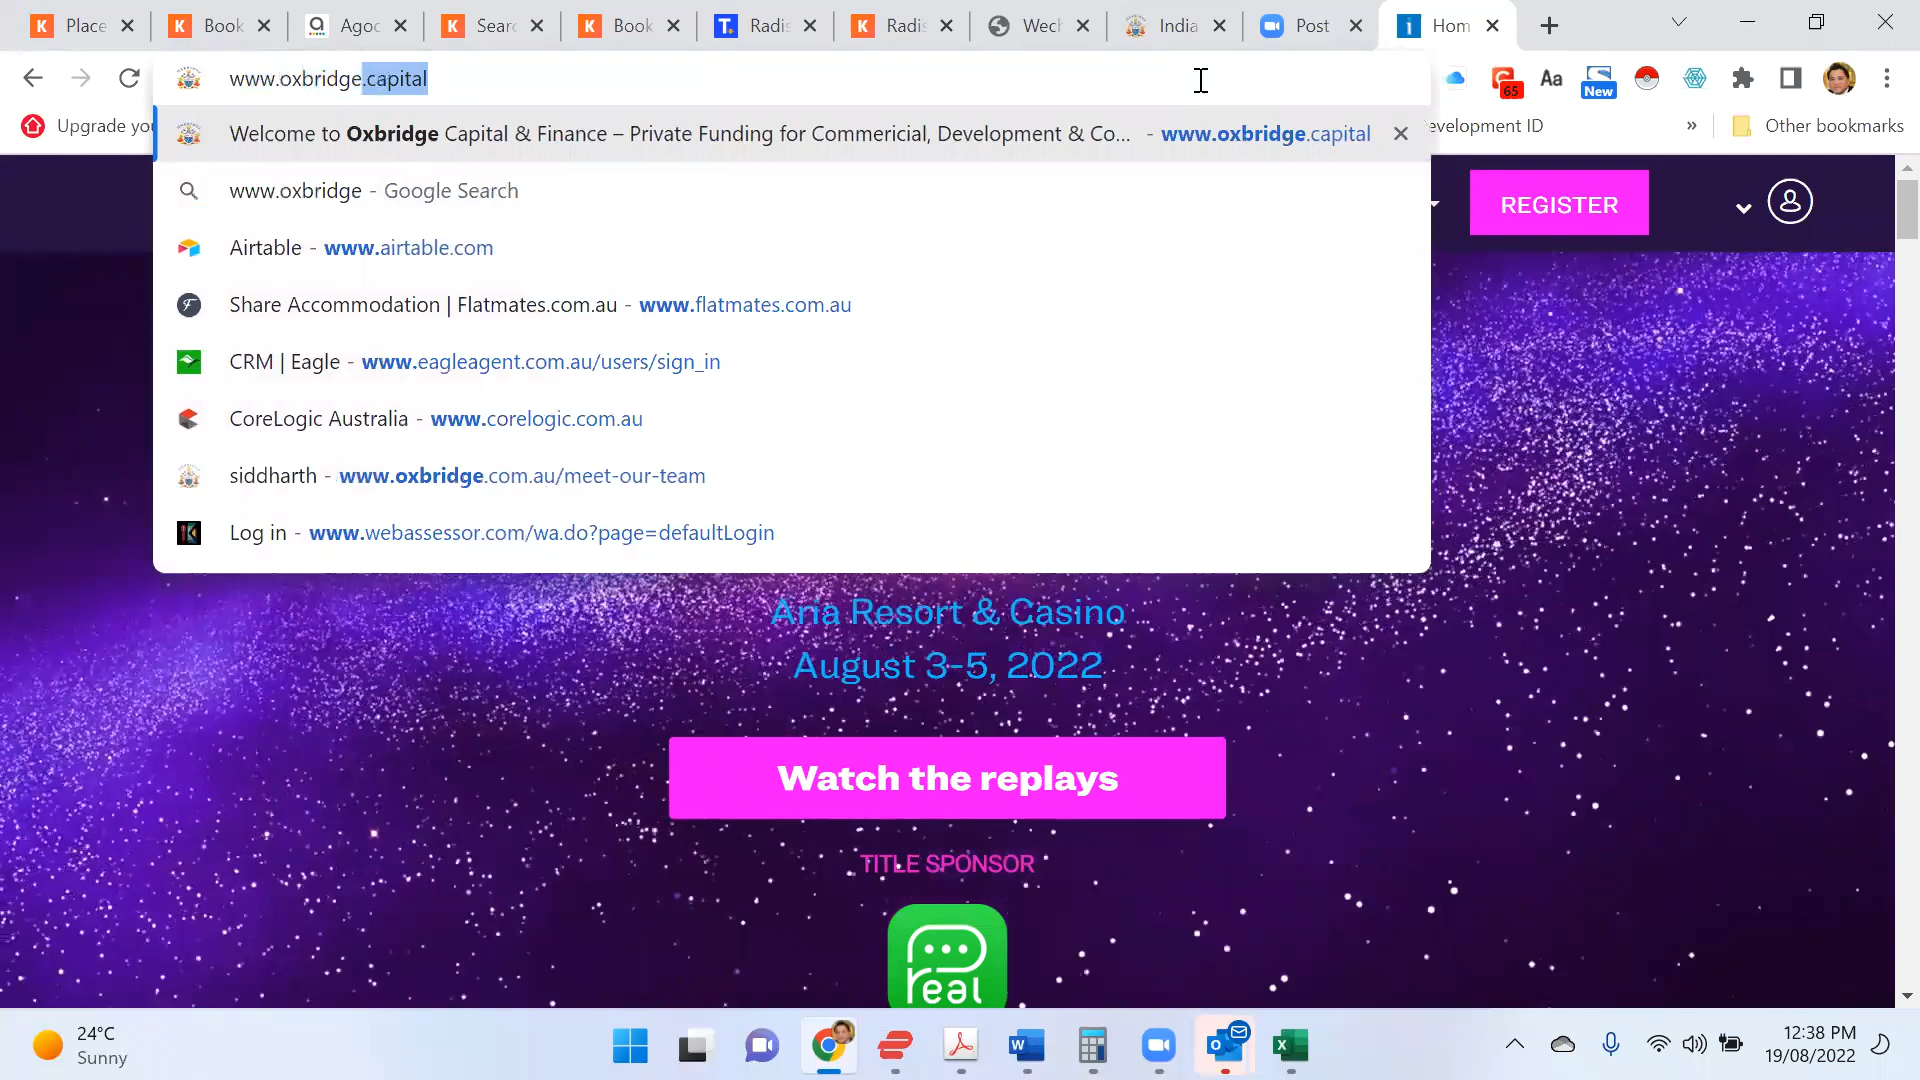 Place
Book
Agoc
Searc
Book
T.
Radis
Radis
Wech
India
Post
Hom
www.oxbridge.capital
65
Aa
New
Upgrade you
evelopment ID
»
Other bookmarks
Welcome to Oxbridge Capital & Finance – Private Funding for Commericial, Development & Co... - www.oxbridge.capital
www.oxbridge - Google Search
Airtable - www.airtable.com
Share Accommodation | Flatmates.com.au - www.flatmates.com.au
CRM | Eagle - www.eagleagent.com.au/users/sign_in
CoreLogic Australia - www.corelogic.com.au
siddharth - www.oxbridge.com.au/meet-our-team
Log in - www.webassessor.com/wa.do?page=defaultLogin
REGISTER
Aria Resort & Casino
August 3-5, 2022
Watch the replays
TITLE SPONSOR
real
24°C
Sunny
12:38 PM
19/08/2022